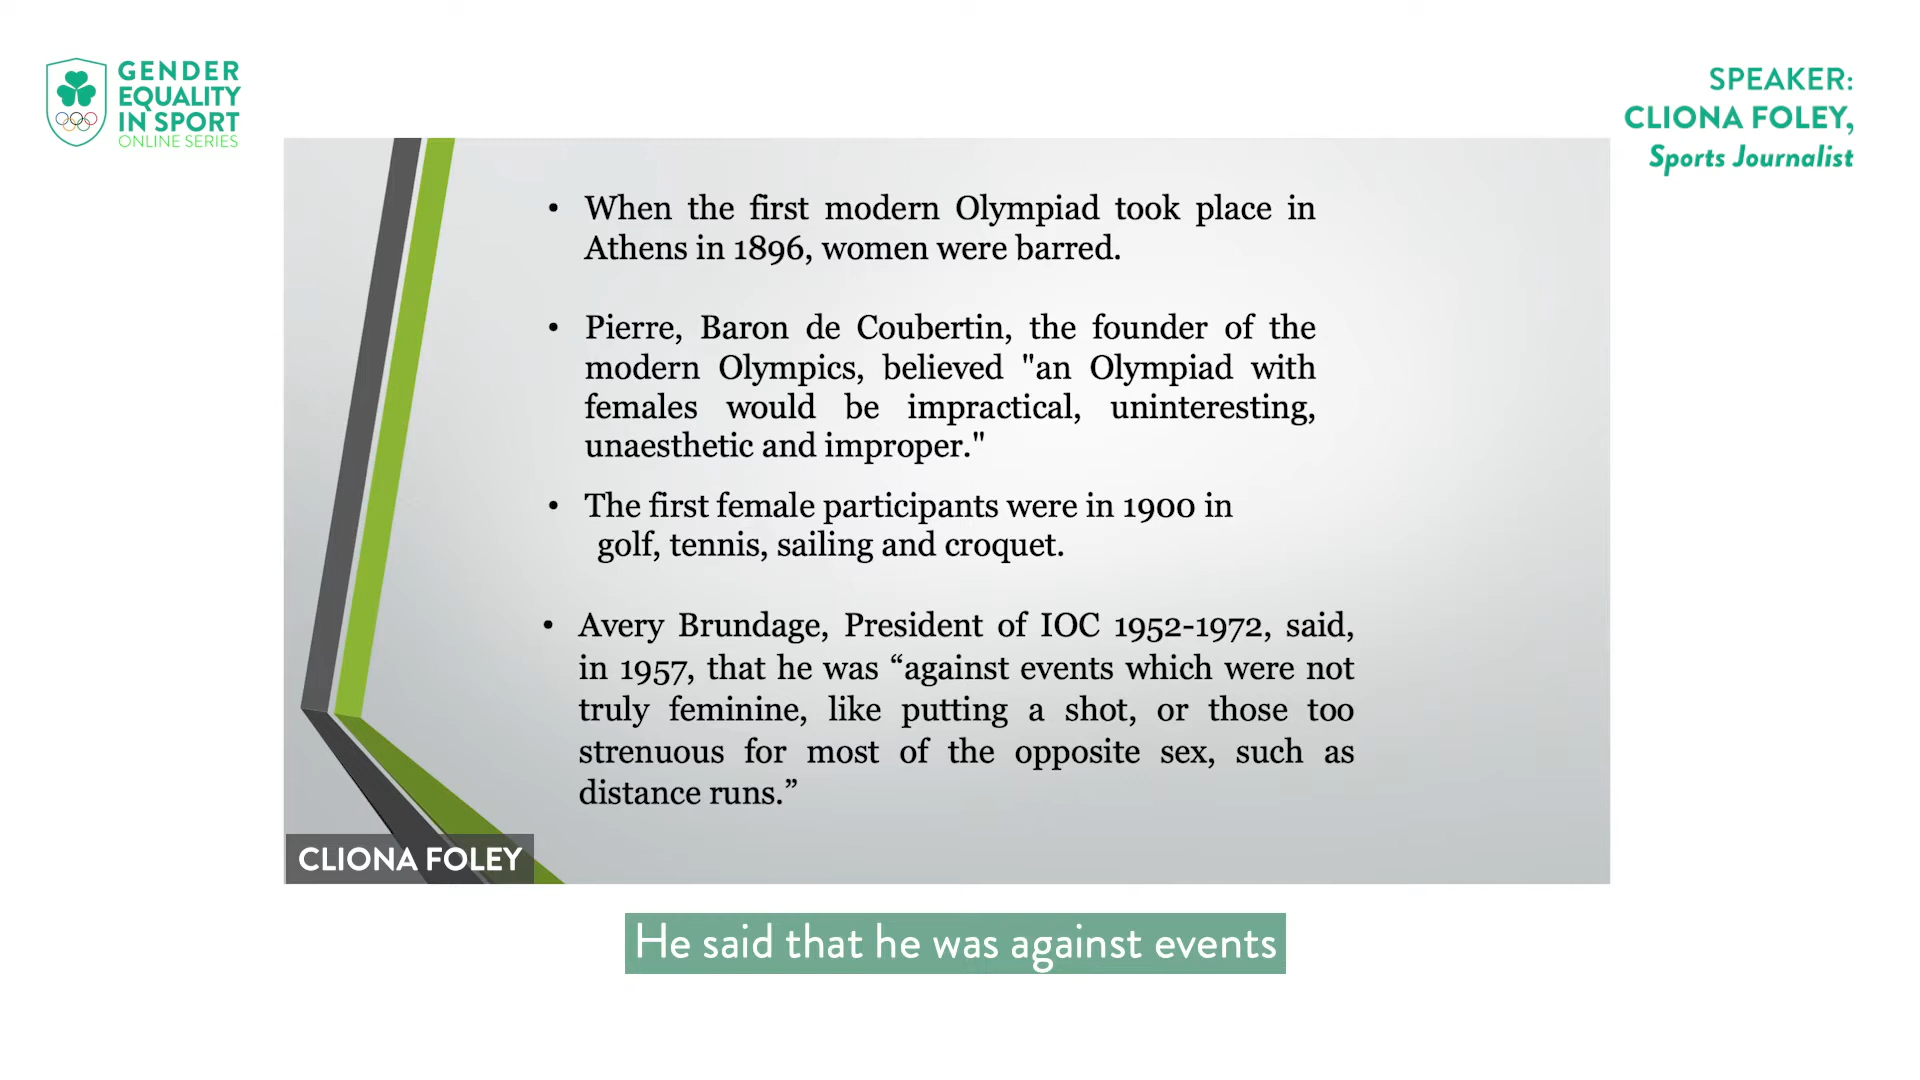 GENDER
EQUALITY
IN SPORT
ONLINE SERIES
SPEAKER:
CLIONA FOLEY,
Sports Journalist
• When the first modern Olympiad took place in
Athens in 1896, women were barred.
• Pierre, Baron de Coubertin, the founder of the
modern Olympics, believed "an Olympiad with
females would be impractical, uninteresting,
unaesthetic and improper."
• The first female participants were in 1900 in
golf, tennis, sailing and croquet.
• Avery Brundage, President of IOC 1952-1972, said,
in 1957, that he was “against events which were not
truly feminine, like putting a shot, or those too
strenuous for most of the opposite sex, such as
distance runs.”
CLIONA FOLEY
He said that he was against events